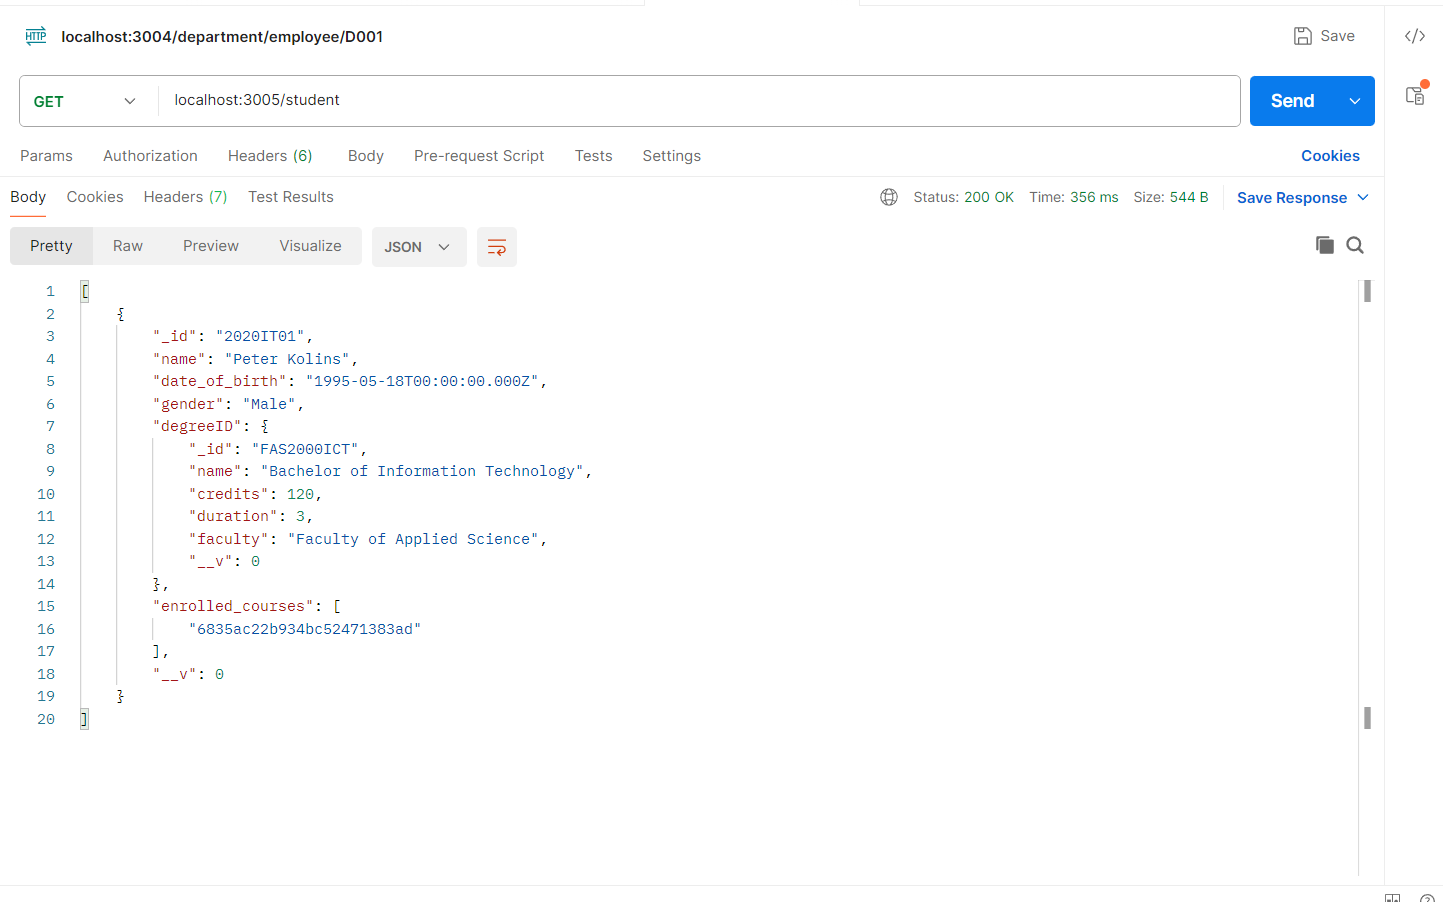 HTTP localhost:3004/department/employee/D001 Save </>
GET localhost:3005/student Send
Params Authorization Headers (6) Body Pre-request Script Tests Settings Cookies
Body Cookies Headers (7) Test Results Status: 200 OK Time: 356 ms Size: 544 B Save Response
Pretty Raw Preview Visualize JSON
1 [
2 {
3 "_id": "2020IT01",
4 "name": "Peter Kolins",
5 "date_of_birth": "1995-05-18T00:00:00.000Z",
6 "gender": "Male",
7 "degreeID": {
8 "_id": "FAS2000ICT",
9 "name": "Bachelor of Information Technology",
10 "credits": 120,
11 "duration": 3,
12 "faculty": "Faculty of Applied Science",
13 "__v": 0
14 },
15 "enrolled_courses": [
16 "6835ac22b934bc52471383ad"
17 ],
18 "__v": 0
19 }
20 ]